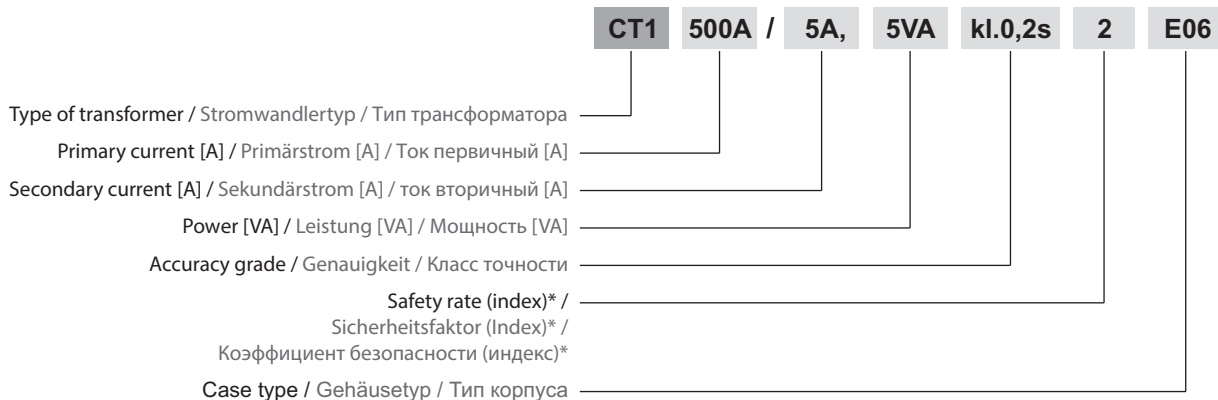 CT1 500A / 5A, 5VA kl.0,2s 2 E06
Type of transformer / Stromwandlertyp / Тип трансформатора
Primary current [A] / Primärstrom [A] / Ток первичный [A]
Secondary current [A] / Sekundärstrom [A] / ток вторичный [A]
Power [VA] / Leistung [VA] / Мощность [VA]
Accuracy grade / Genauigkeit / Класс точности
Safety rate (index)* /
Sicherheitsfaktor (Index)* /
Коэффициент безопасности (индекс)*
Case type / Gehäusetyp / Тип корпуса